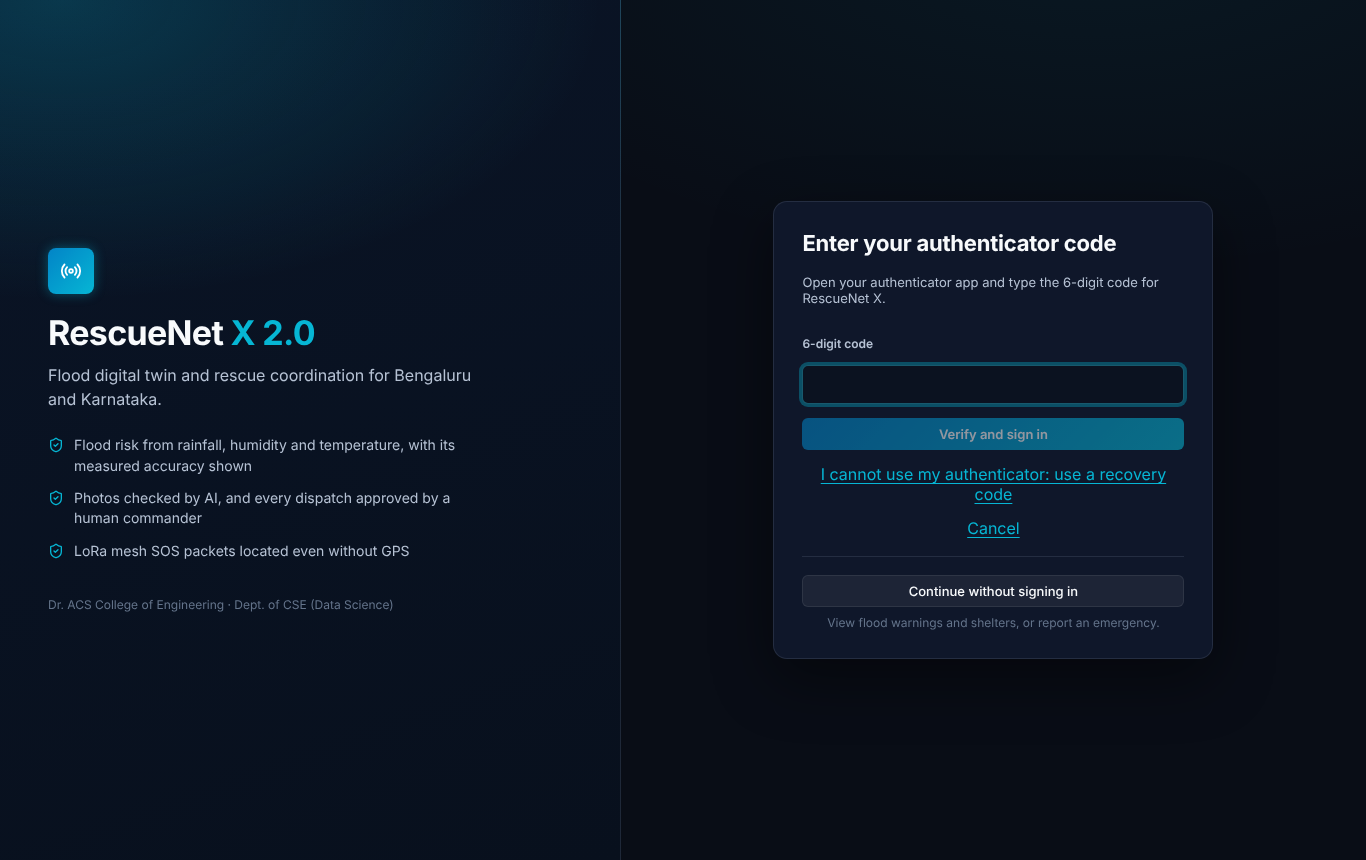 RescueNet X 2.0
Flood digital twin and rescue coordination for Bengaluru
and Karnataka.
Flood risk from rainfall, humidity and temperature, with its
measured accuracy shown
Photos checked by AI, and every dispatch approved by a
human commander
LoRa mesh SOS packets located even without GPS
Dr. ACS College of Engineering · Dept. of CSE (Data Science)
Enter your authenticator code
Open your authenticator app and type the 6-digit code for
RescueNet X.
6-digit code
Verify and sign in
I cannot use my authenticator: use a recovery
code
Cancel
Continue without signing in
View flood warnings and shelters, or report an emergency.